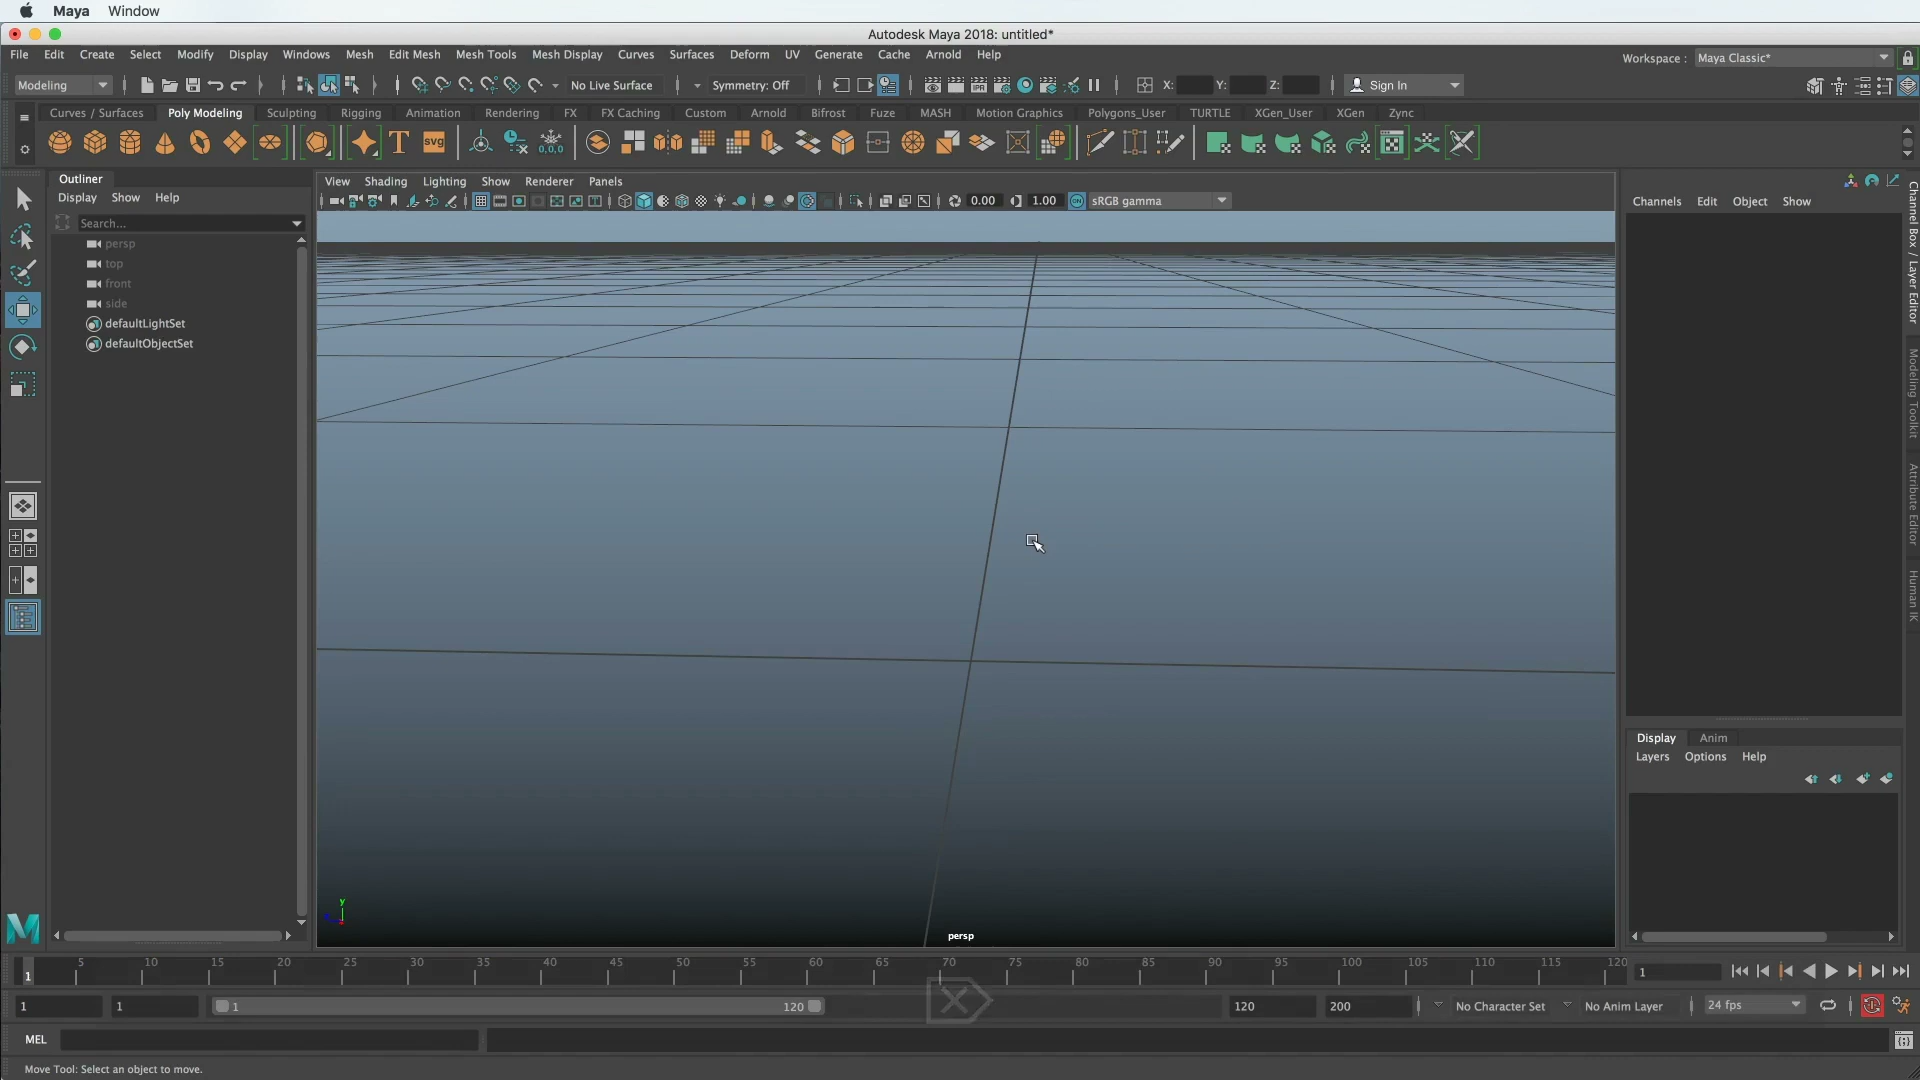 Maya Window
Autodesk Maya 2018: untitled*
File Edit Create Select Modify Display Windows Mesh Edit Mesh Mesh Tools Mesh Display Curves Surfaces Deform UV Generate Cache Arnold Help
Workspace : Maya Classic*
Modeling No Live Surface Symmetry: Off X: Y: Z: Sign In
Curves / Surfaces Poly Modeling Sculpting Rigging Animation Rendering FX FX Caching Custom Arnold Bifrost Fuze MASH Motion Graphics Polygons_User TURTLE XGen_User XGen Zync
T svg 0,0,0
Outliner
Display Show Help
Search...
persp
top
front
side
defaultLightSet
defaultObjectSet
View Shading Lighting Show Renderer Panels
0.00 1.00 ON sRGB gamma
y
persp
Channels Edit Object Show
Channel Box / Layer Editor
Modeling Toolkit
Attribute Editor
Human IK
Display Anim
Layers Options Help
1 5 10 15 20 25 30 35 40 45 50 55 60 65 70 75 80 85 90 95 100 105 110 115 120 1
1 1 1 120 120 200 No Character Set No Anim Layer 24 fps
MEL
Move Tool: Select an object to move.